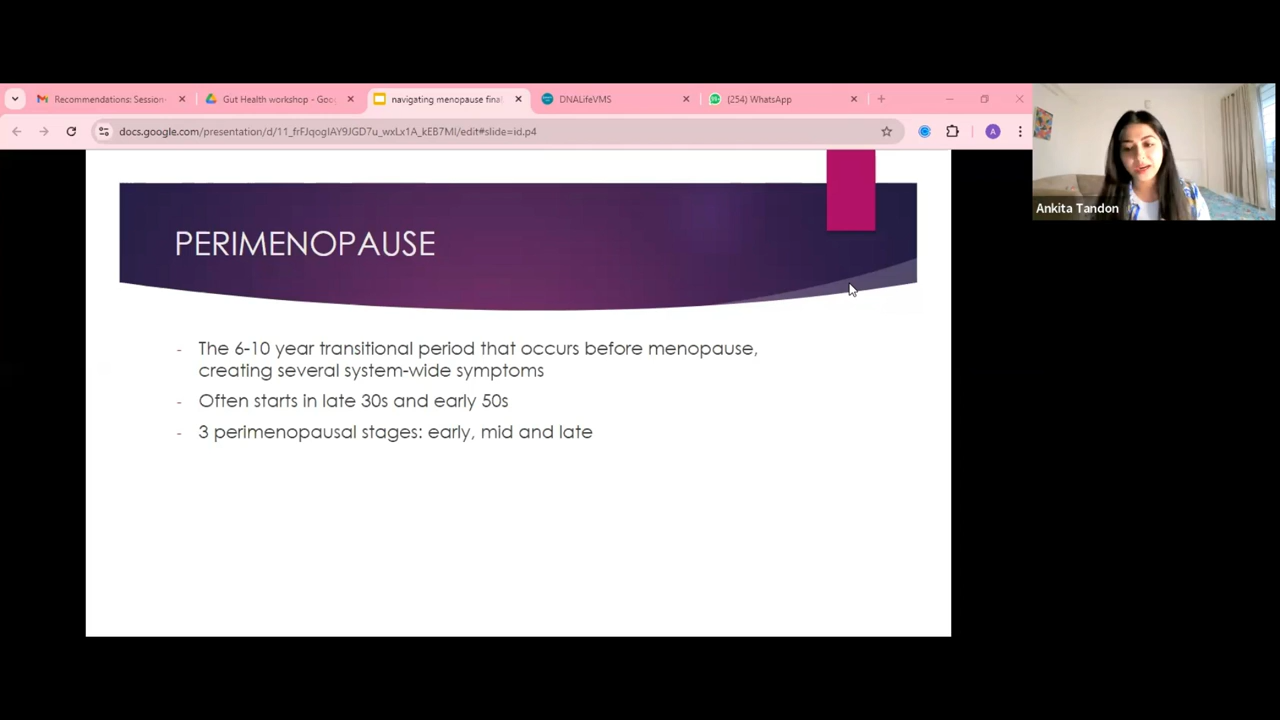 Recommendations: Session
Gut Health workshop - Goo
navigating menopause fina
DNALifeVMS
(254) WhatsApp
docs.google.com/presentation/d/11_frFJqogIAY9JGD7u_wxLx1A_kEB7MI/edit#slide=id.p4
A
Ankita Tandon
PERIMENOPAUSE
- The 6-10 year transitional period that occurs before menopause,
creating several system-wide symptoms
- Often starts in late 30s and early 50s
- 3 perimenopausal stages: early, mid and late